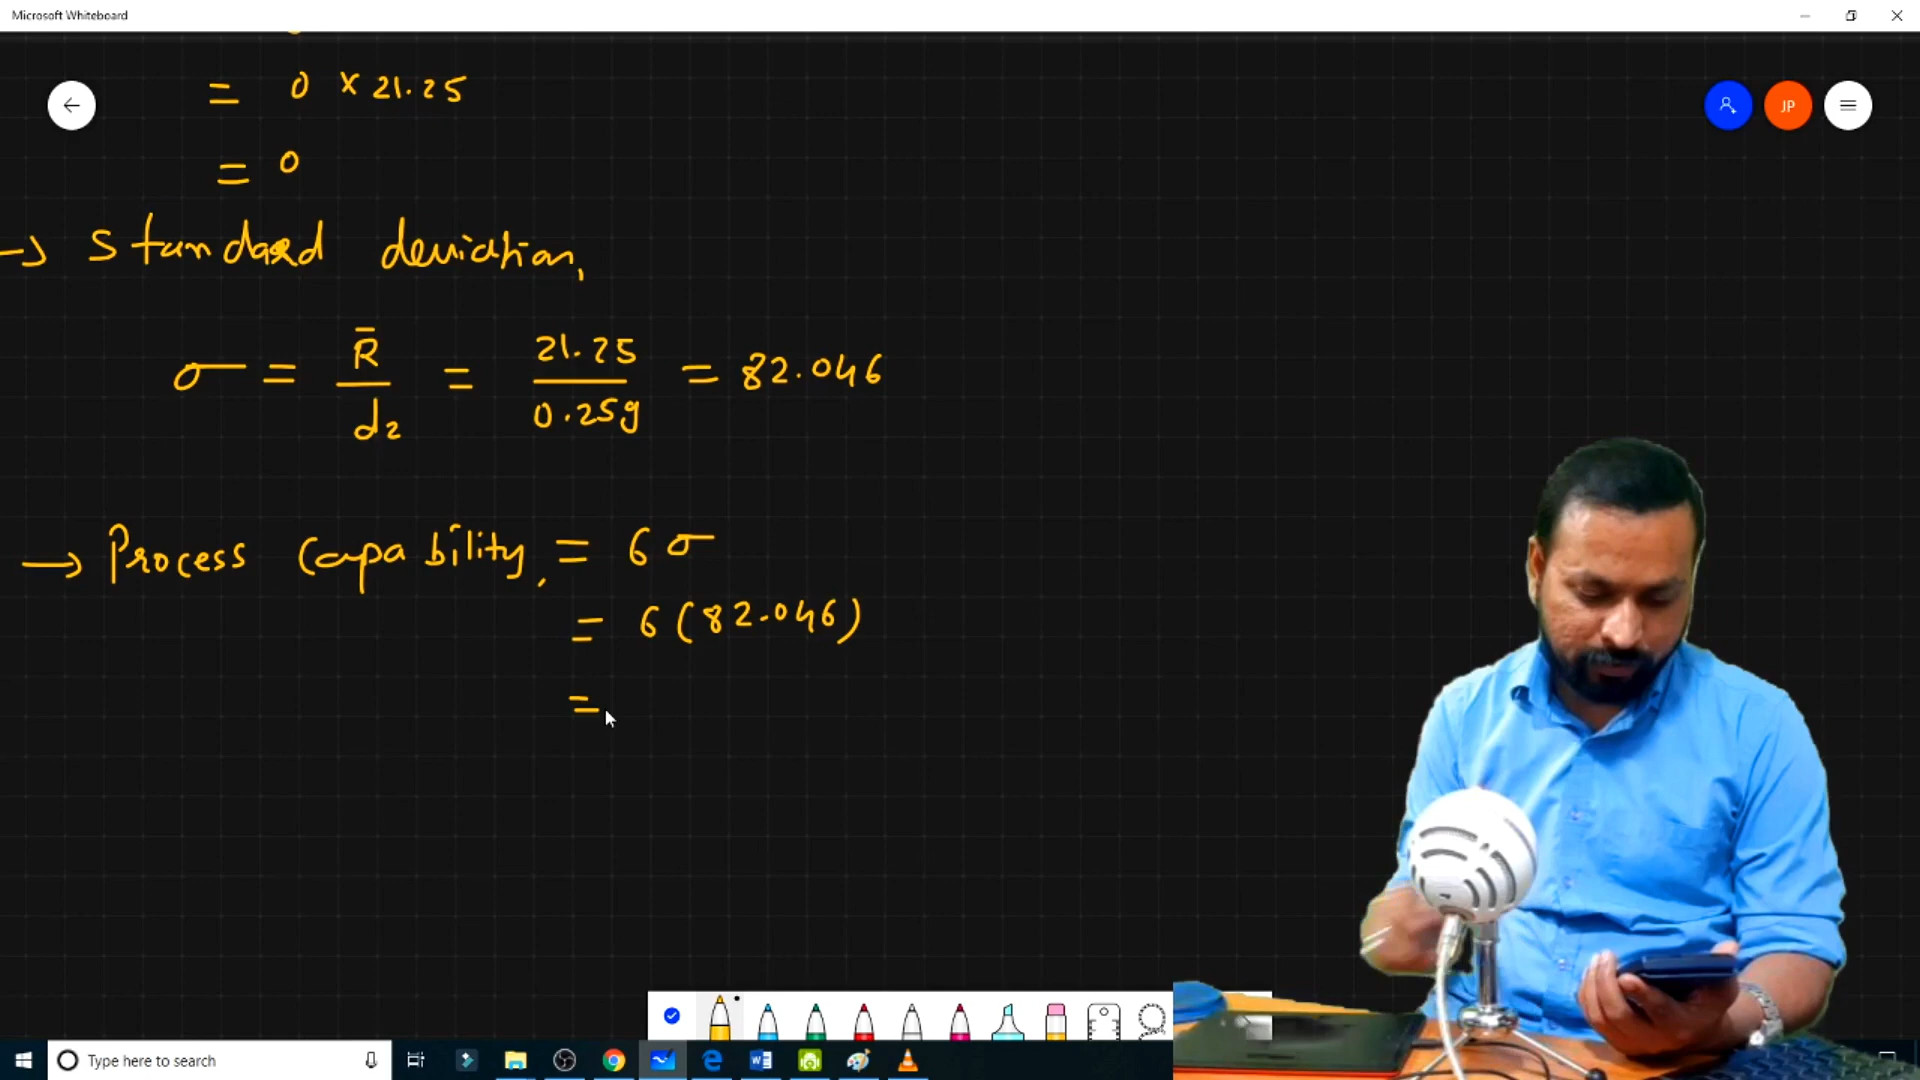 Microsoft Whiteboard
= 0 × 21.25
= 0
JP
→ Standard deviation,
σ = R̄ / d₂ = 21.25 / 0.259 = 82.046
→ Process Capability, = 6σ
= 6 (82.046)
=
Type here to search